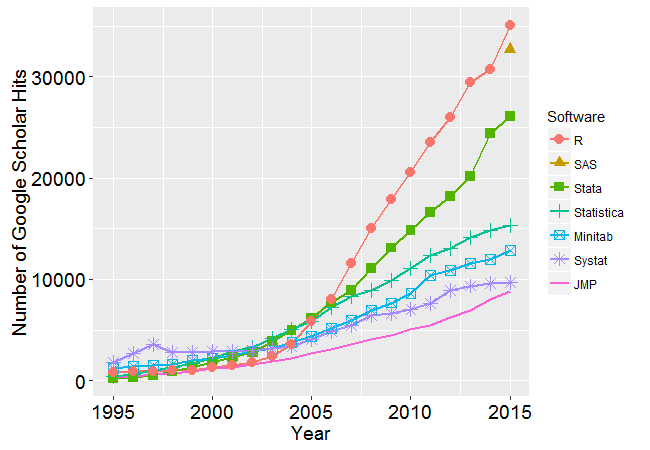 Number of Google Scholar Hits
30000
20000
10000
0
1995
2000
2005
2010
2015
Year
Software
R
SAS
Stata
Statistica
Minitab
Systat
JMP